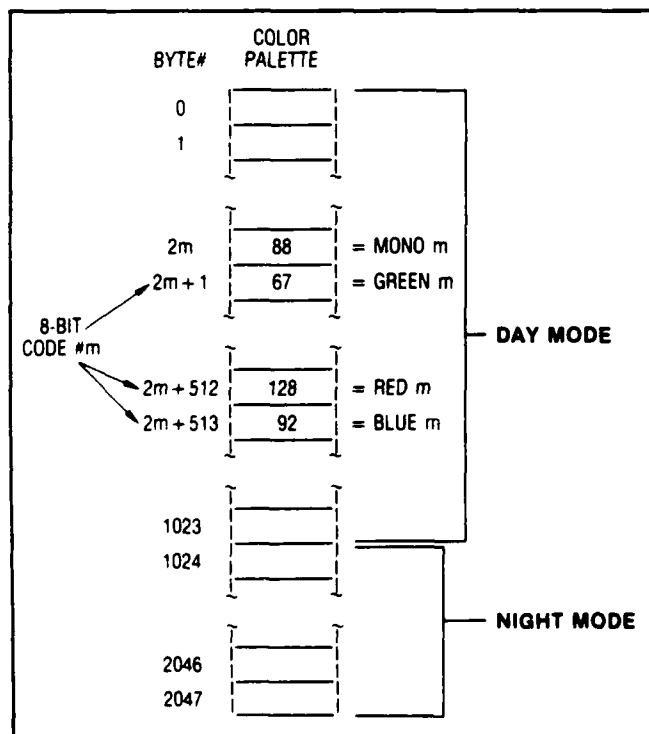 COLOR
BYTE# PALETTE
0
1
2m 88 = MONO m
2m + 1 67 = GREEN m
8-BIT
CODE #m
DAY MODE
2m + 512 128 = RED m
2m + 513 92 = BLUE m
1023
1024
NIGHT MODE
2046
2047